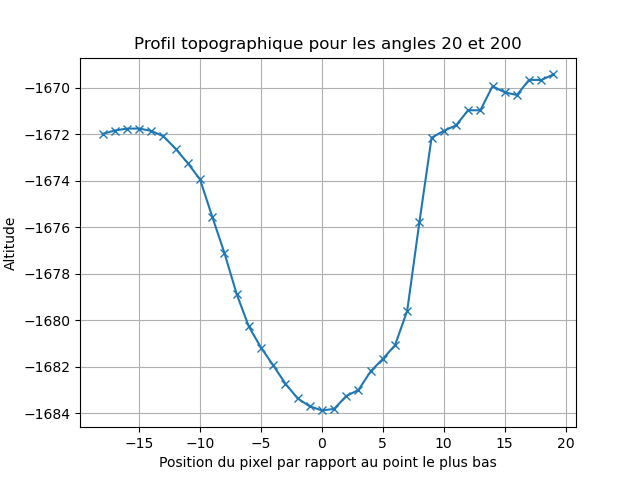 Profil topographique pour les angles 20 et 200
Altitude
−1670
−1672
−1674
−1676
−1678
−1680
−1682
−1684
−15 −10 −5 0 5 10 15 20
Position du pixel par rapport au point le plus bas